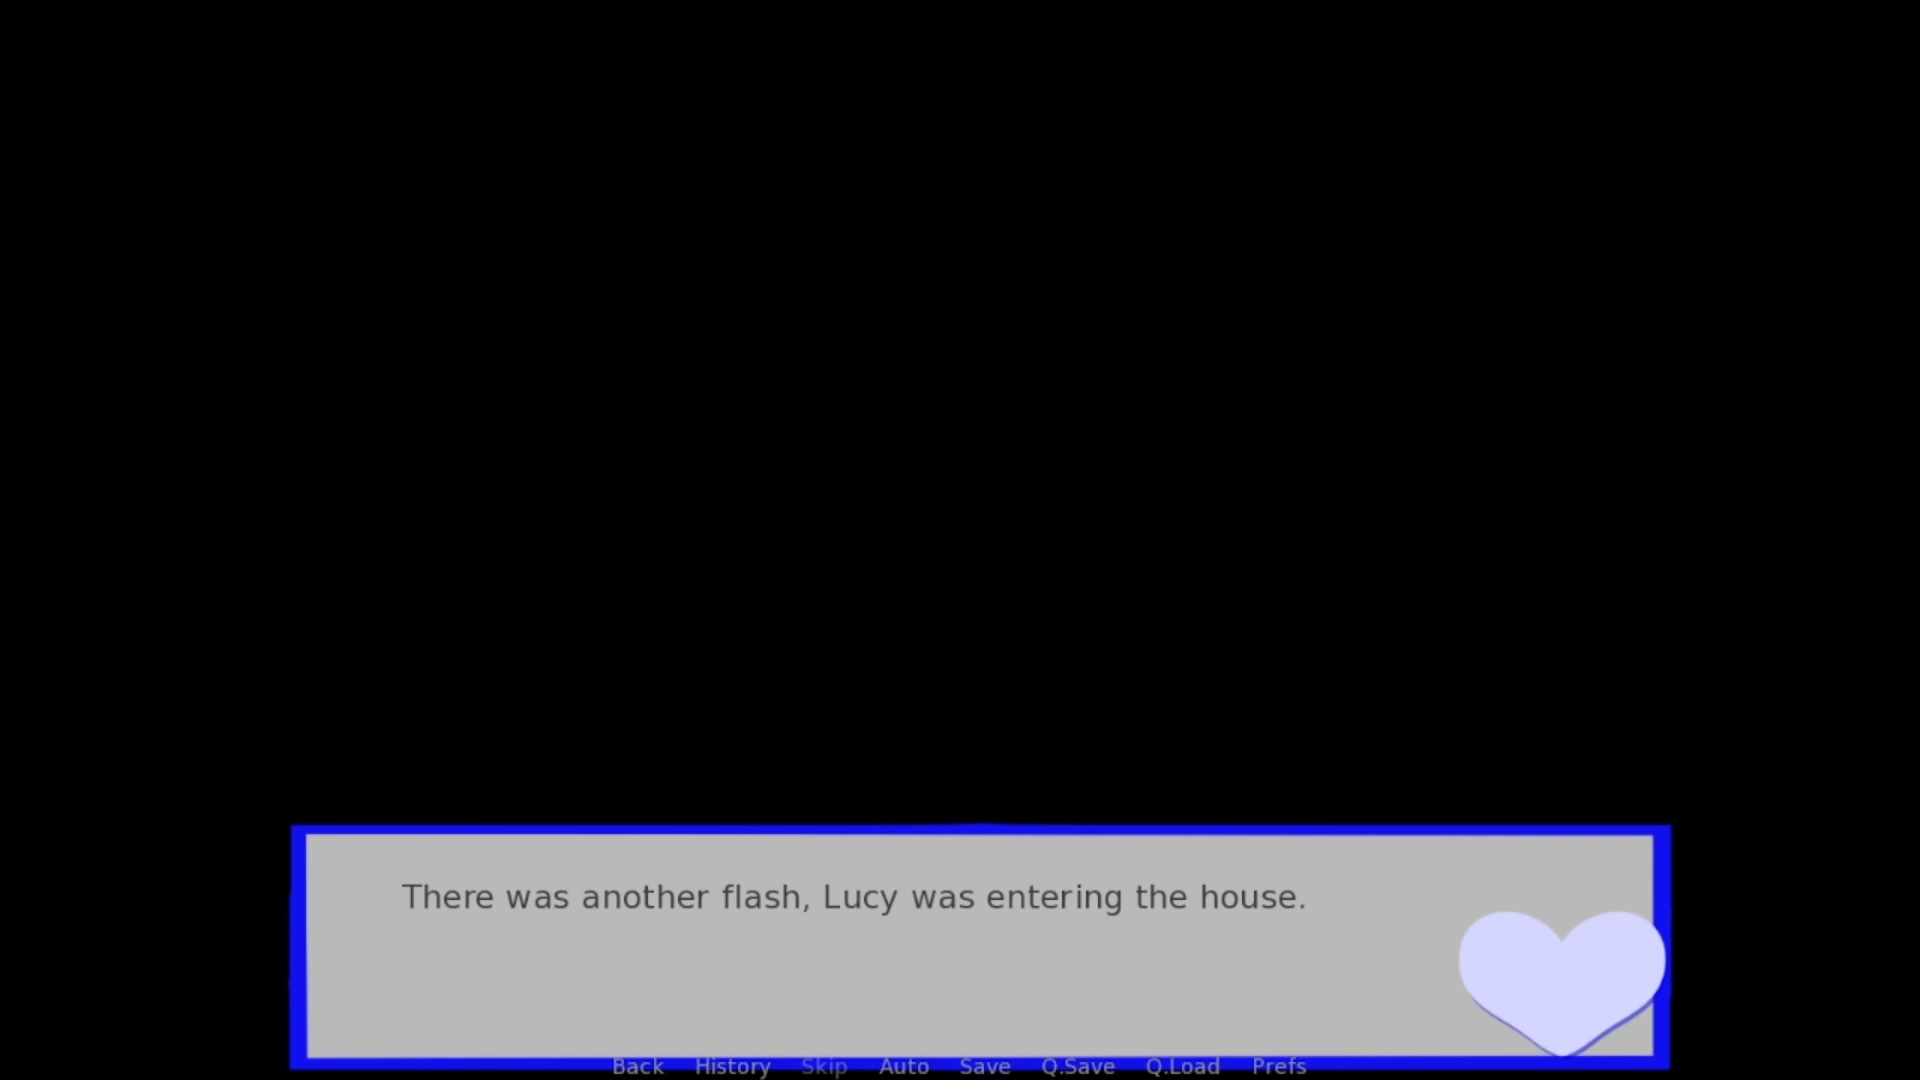 There was another flash, Lucy was entering the house.
Back History Skip Auto Save Q.Save Q.Load Prefs